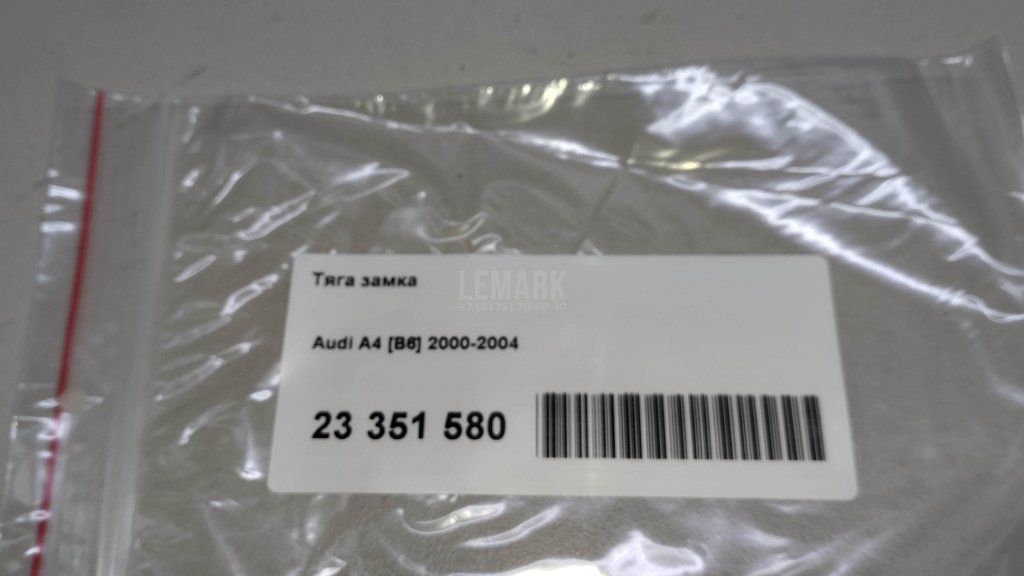 Тяга замка
LEMARK
Audi A4 [B6] 2000-2004
23 351 580